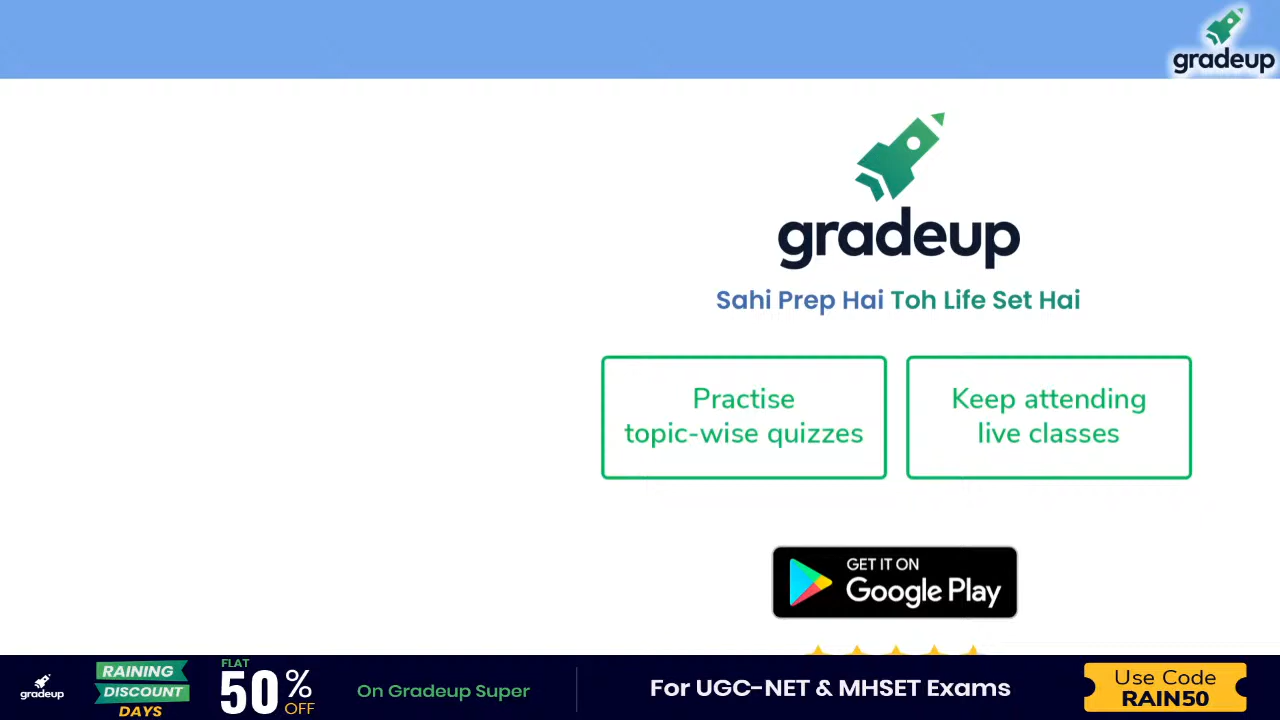 gradeup
gradeup
Sahi Prep Hai Toh Life Set Hai
Practise
topic-wise quizzes
Keep attending
live classes
GET IT ON
Google Play
gradeup
RAINING
DISCOUNT
DAYS
FLAT
50%
OFF
On Gradeup Super
For UGC-NET & MHSET Exams
Use Code
RAIN50